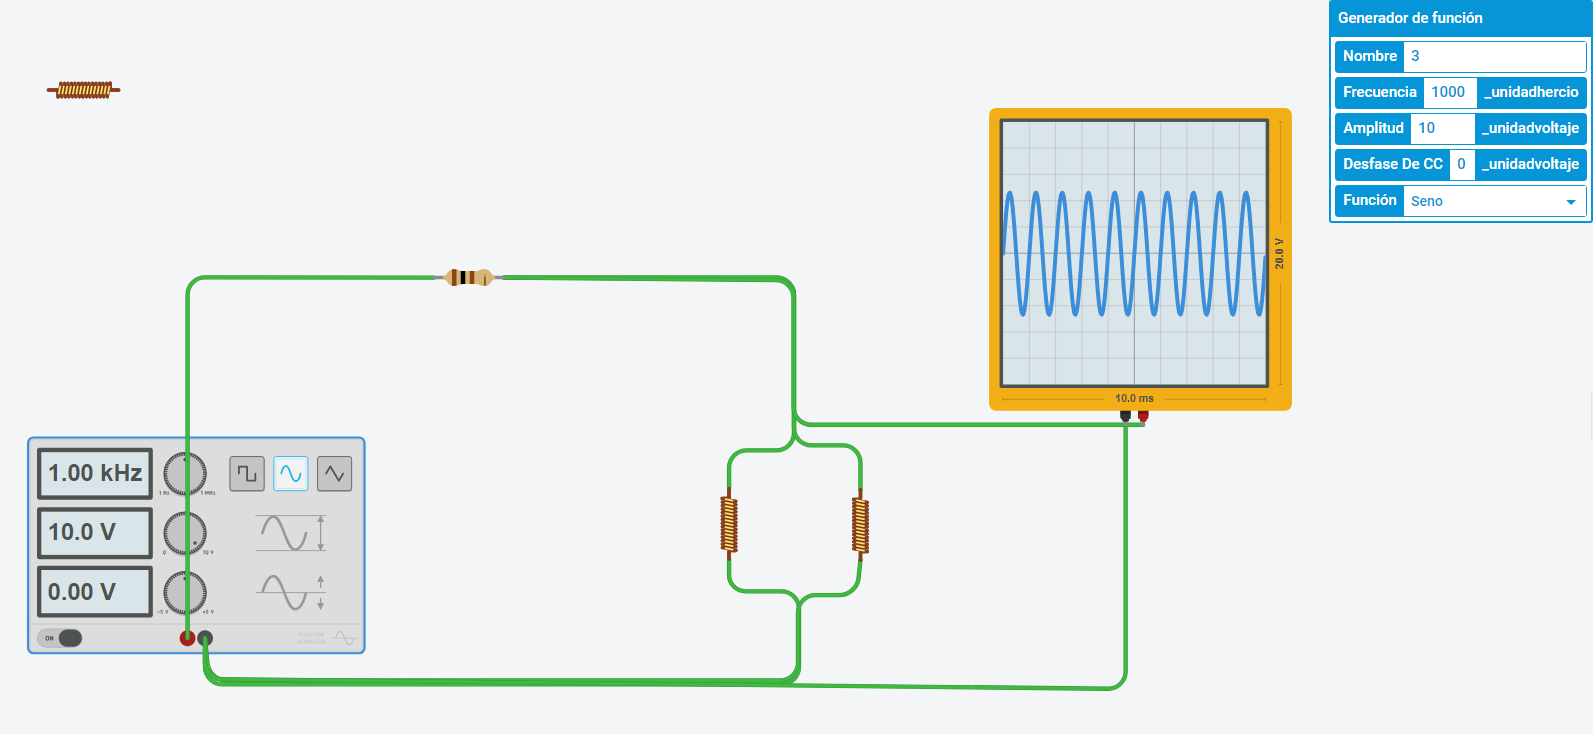 Generador de función
Nombre 3
Frecuencia 1000 _unidadhercio
Amplitud 10 _unidadvoltaje
Desfase De CC 0 _unidadvoltaje
Función Seno
20.0 V
10.0 ms
1.00 kHz
1 Hz 1 MHz
10.0 V
0 10 V
0.00 V
-5 V +5 V
ON
FUNCTION
GENERATOR